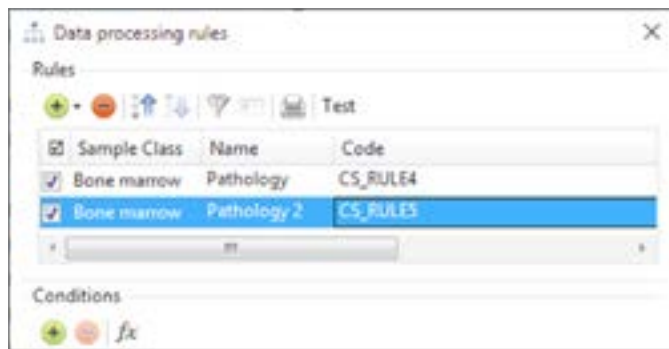 Data processing rules
Rules
Test
Sample Class Name Code
Bone marrow Pathology CS_RULE4
Bone marrow Pathology 2 CS_RULE5
Conditions
fx